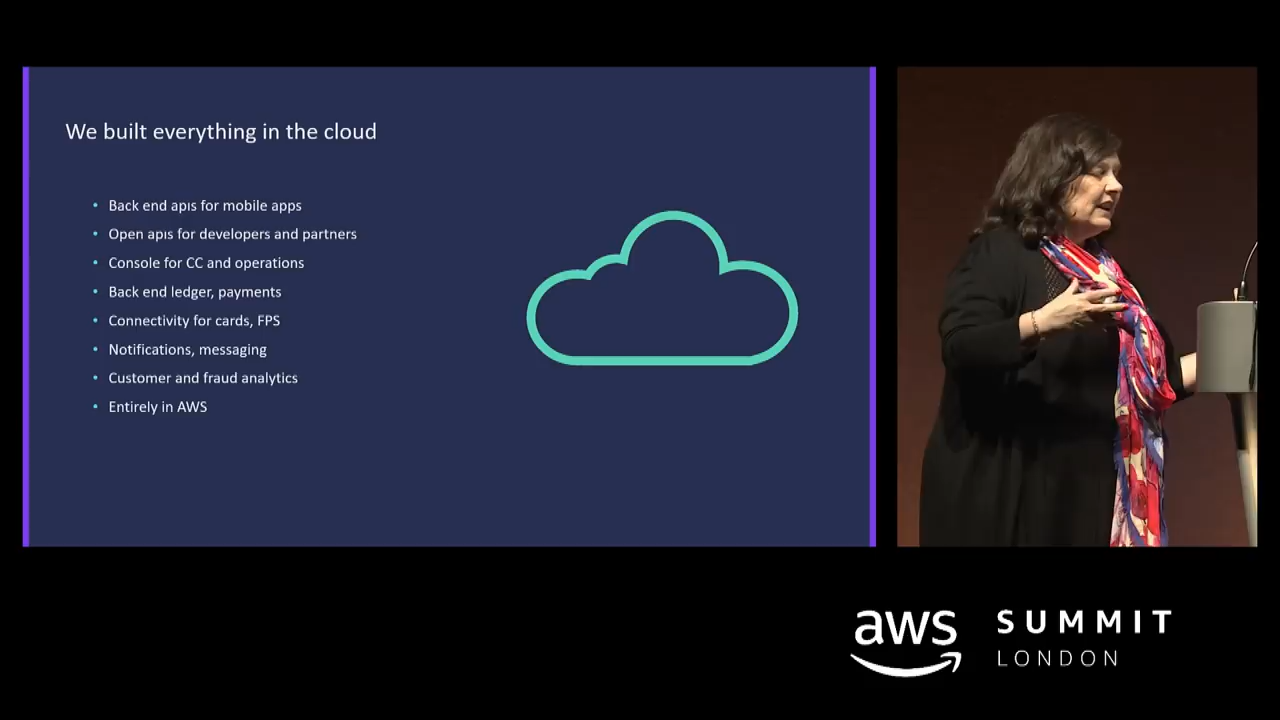 We built everything in the cloud
• Back end apıs for mobile apps
• Open apıs for developers and partners
• Console for CC and operations
• Back end ledger, payments
• Connectivity for cards, FPS
• Notifications, messaging
• Customer and fraud analytics
• Entirely in AWS
aws
SUMMIT
LONDON